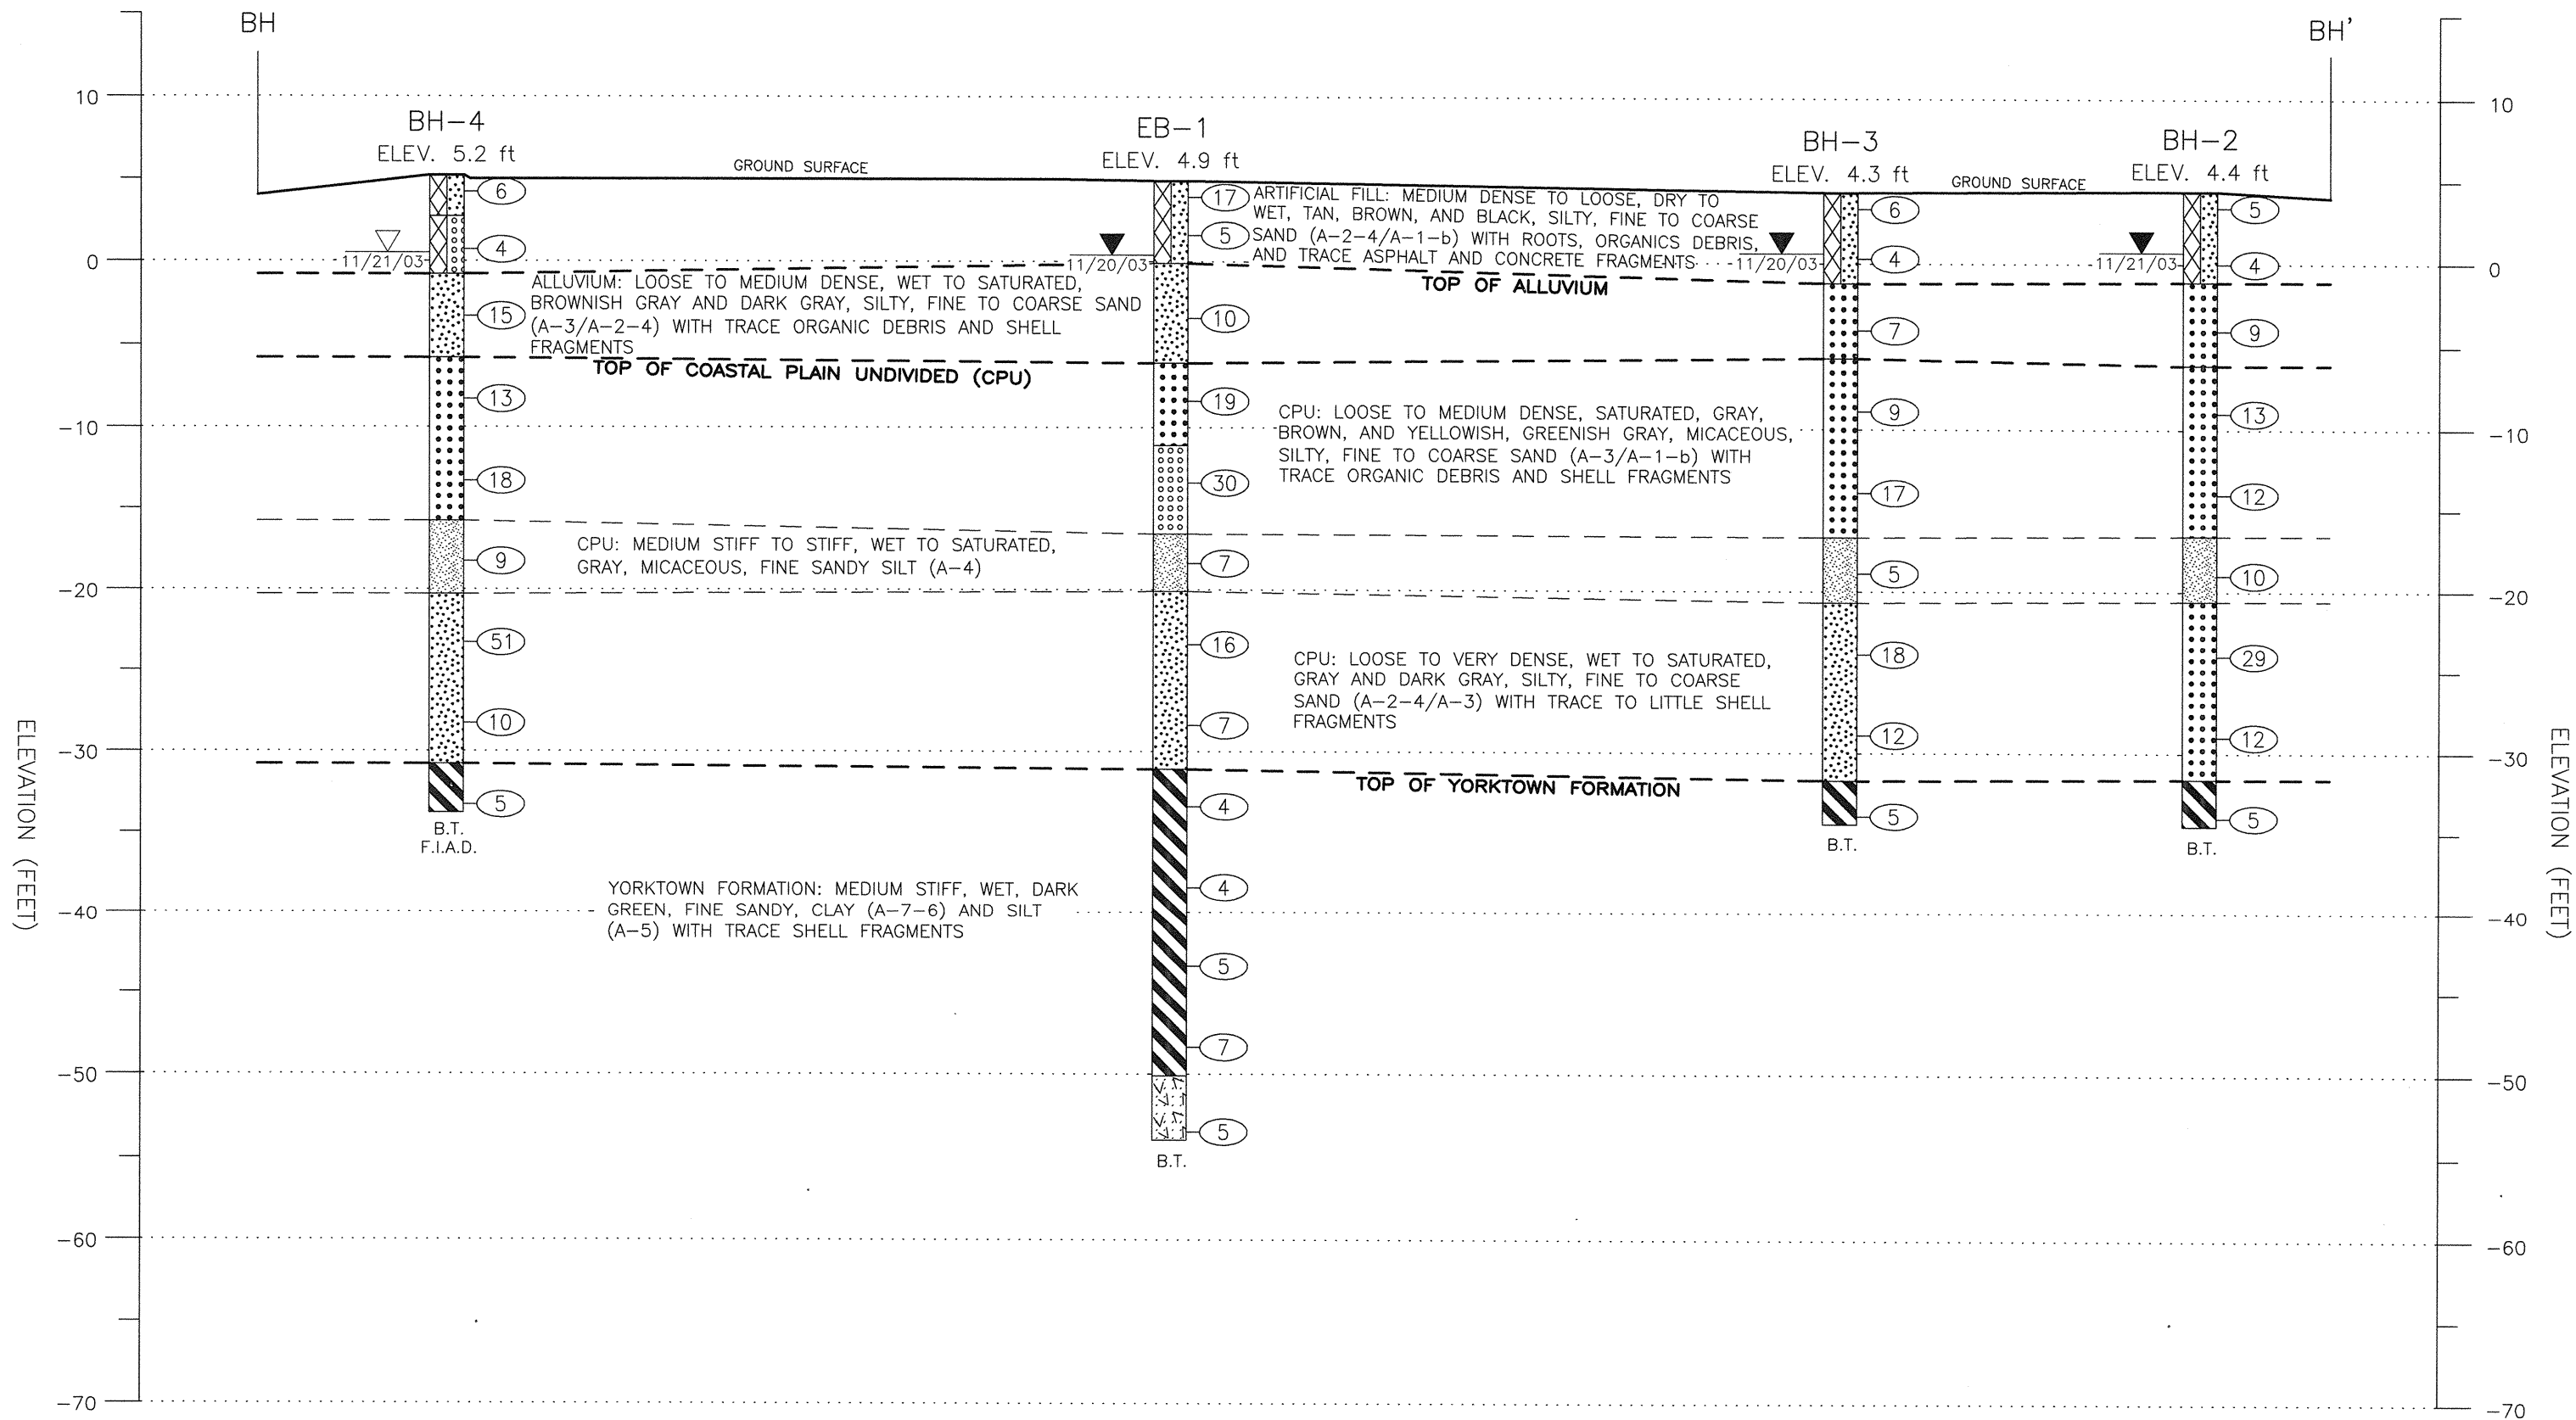 BH
BH'
10
10
BH-4
ELEV. 5.2 ft
EB-1
ELEV. 4.9 ft
BH-3
ELEV. 4.3 ft
BH-2
ELEV. 4.4 ft
GROUND SURFACE
GROUND SURFACE
6
4
15
13
18
9
51
10
5
B.T.
F.I.A.D.
11/21/03
17
5
10
19
30
7
16
7
4
4
5
7
5
B.T.
11/20/03
6
4
7
9
17
5
18
12
5
B.T.
11/20/03
5
4
9
13
12
10
29
12
5
B.T.
11/21/03
ARTIFICIAL FILL: MEDIUM DENSE TO LOOSE, DRY TO
WET, TAN, BROWN, AND BLACK, SILTY, FINE TO COARSE
SAND (A-2-4/A-1-b) WITH ROOTS, ORGANICS DEBRIS,
AND TRACE ASPHALT AND CONCRETE FRAGMENTS
TOP OF ALLUVIUM
ALLUVIUM: LOOSE TO MEDIUM DENSE, WET TO SATURATED,
BROWNISH GRAY AND DARK GRAY, SILTY, FINE TO COARSE SAND
(A-3/A-2-4) WITH TRACE ORGANIC DEBRIS AND SHELL
FRAGMENTS
TOP OF COASTAL PLAIN UNDIVIDED (CPU)
CPU: LOOSE TO MEDIUM DENSE, SATURATED, GRAY,
BROWN, AND YELLOWISH, GREENISH GRAY, MICACEOUS,
SILTY, FINE TO COARSE SAND (A-3/A-1-b) WITH
TRACE ORGANIC DEBRIS AND SHELL FRAGMENTS
CPU: MEDIUM STIFF TO STIFF, WET TO SATURATED,
GRAY, MICACEOUS, FINE SANDY SILT (A-4)
CPU: LOOSE TO VERY DENSE, WET TO SATURATED,
GRAY AND DARK GRAY, SILTY, FINE TO COARSE
SAND (A-2-4/A-3) WITH TRACE TO LITTLE SHELL
FRAGMENTS
TOP OF YORKTOWN FORMATION
YORKTOWN FORMATION: MEDIUM STIFF, WET, DARK
GREEN, FINE SANDY, CLAY (A-7-6) AND SILT
(A-5) WITH TRACE SHELL FRAGMENTS
0
-10
-20
-30
-40
-50
-60
-70
ELEVATION (FEET)
0
-10
-20
-30
-40
-50
-60
-70
ELEVATION (FEET)